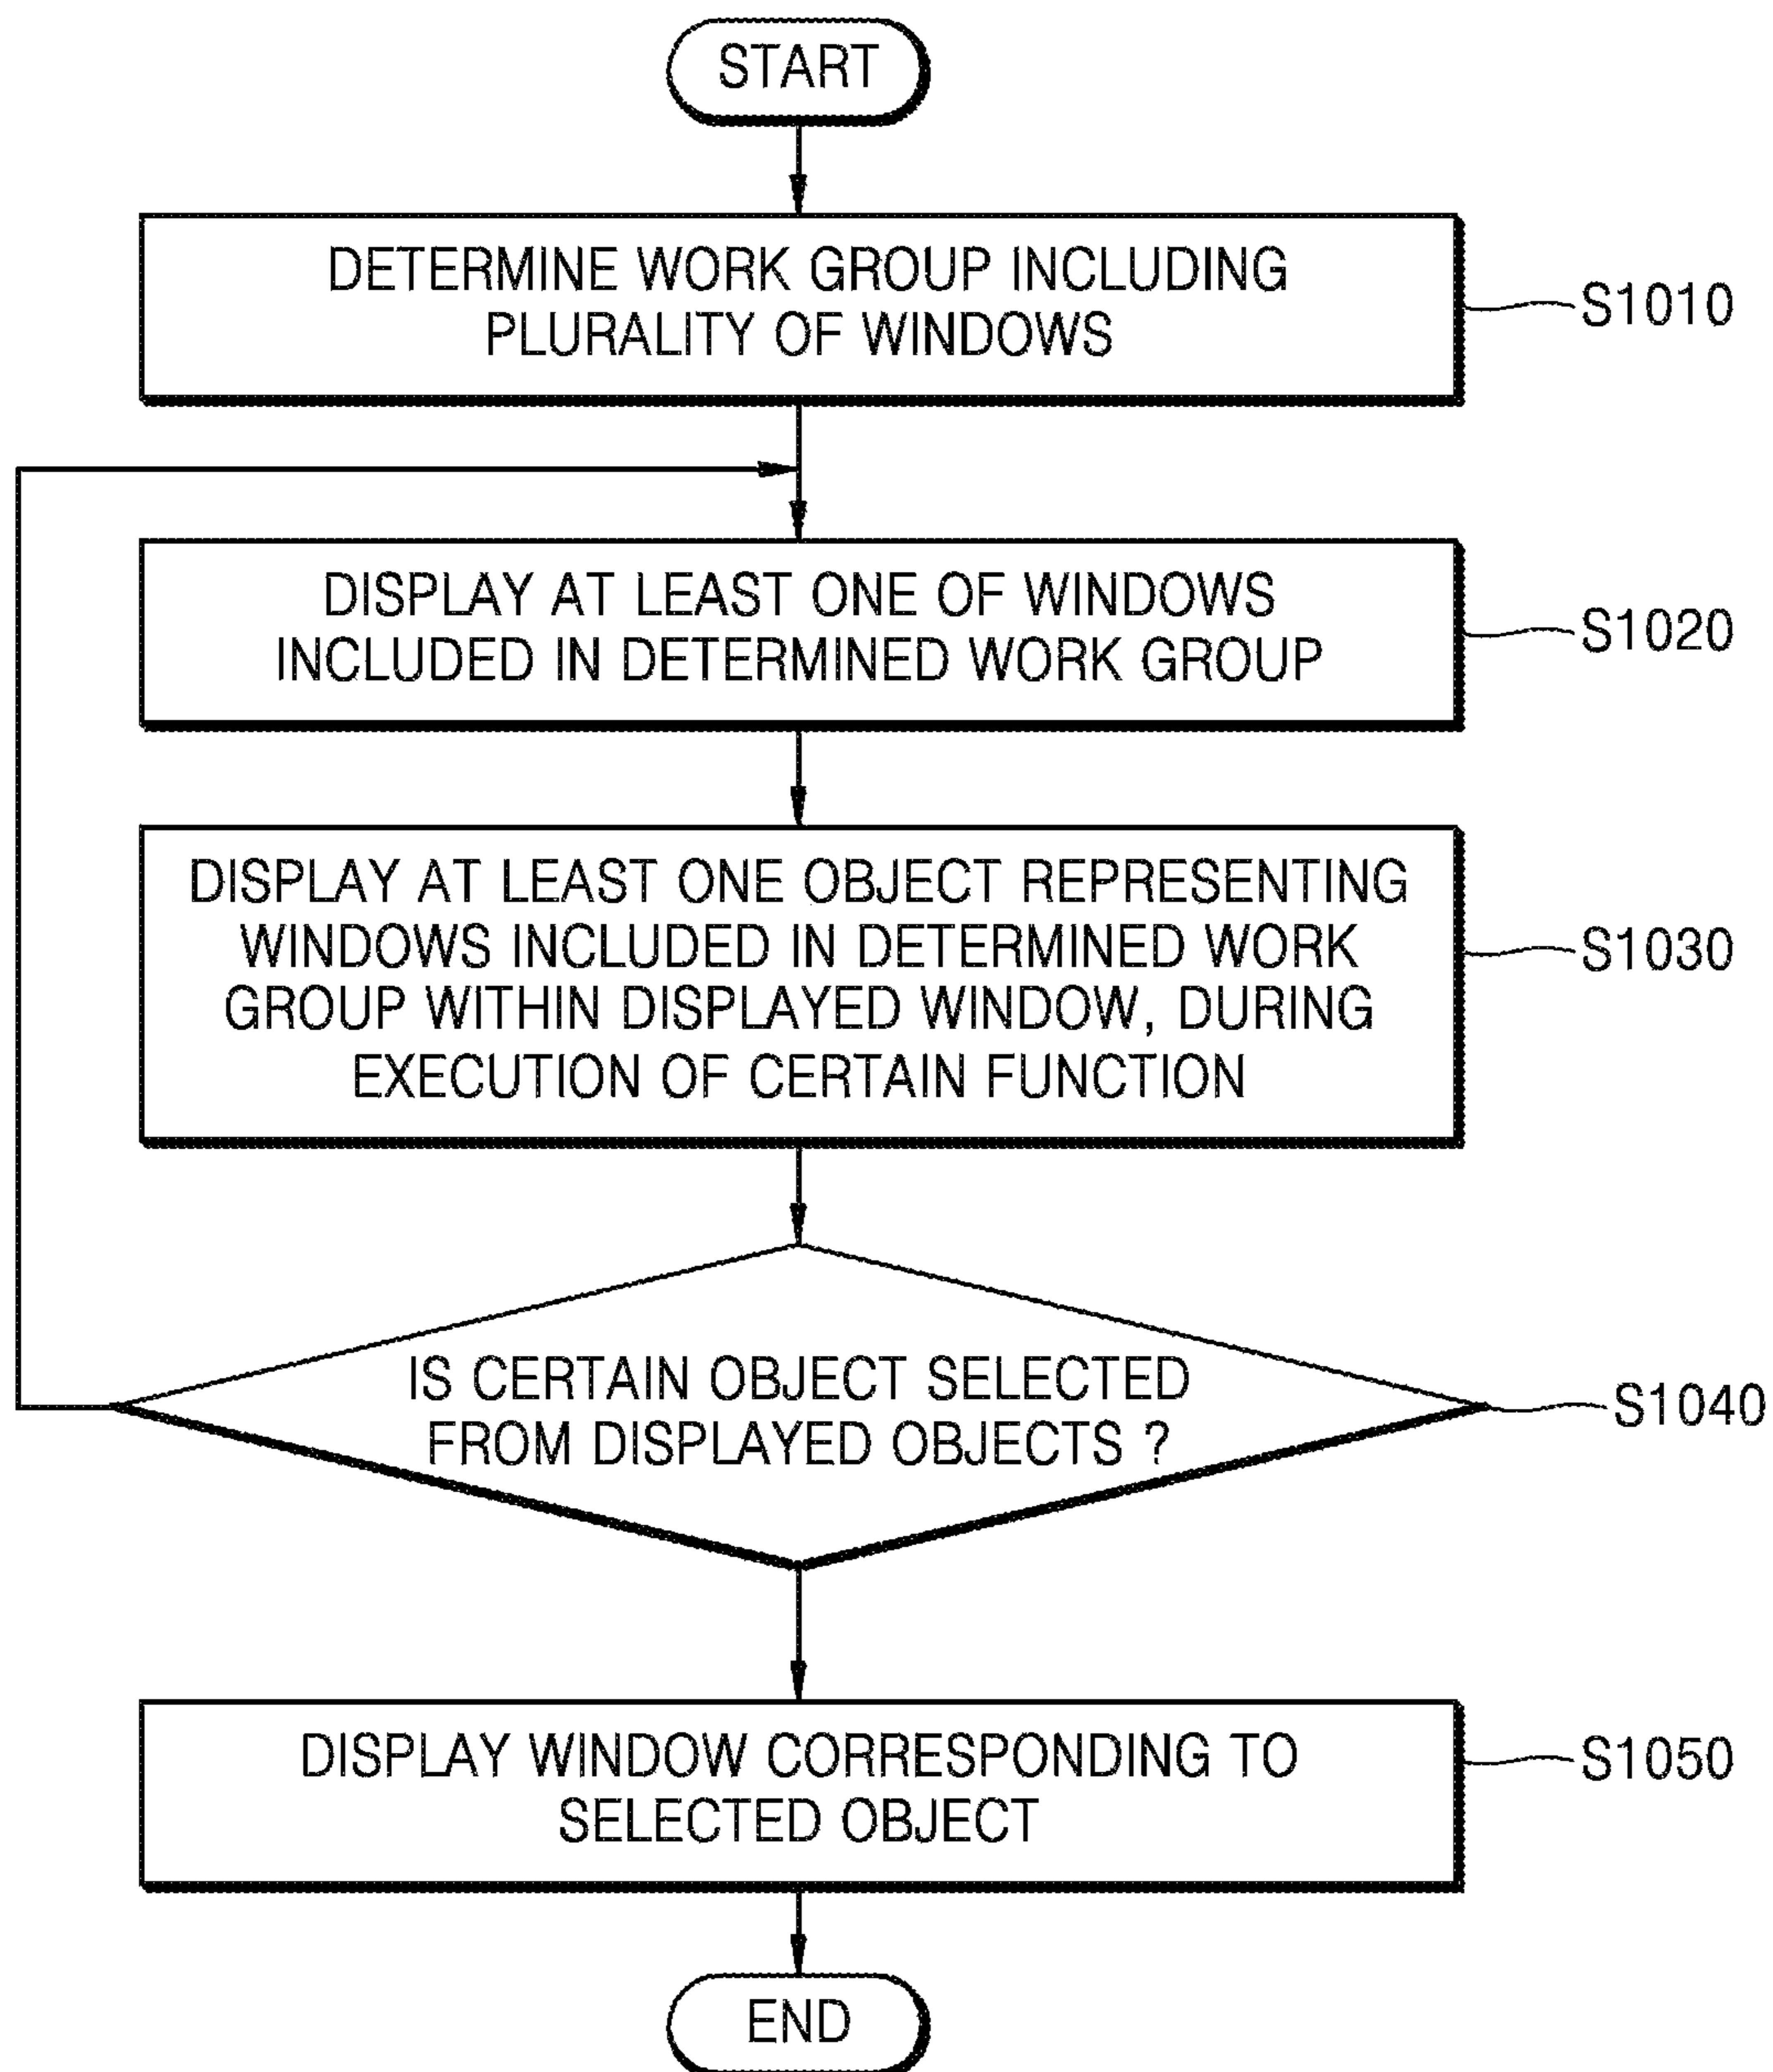 START
DETERMINE WORK GROUP INCLUDING
PLURALITY OF WINDOWS
S1010
DISPLAY AT LEAST ONE OF WINDOWS
INCLUDED IN DETERMINED WORK GROUP
S1020
DISPLAY AT LEAST ONE OBJECT REPRESENTING
WINDOWS INCLUDED IN DETERMINED WORK
GROUP WITHIN DISPLAYED WINDOW, DURING
EXECUTION OF CERTAIN FUNCTION
S1030
IS CERTAIN OBJECT SELECTED
FROM DISPLAYED OBJECTS ?
S1040
DISPLAY WINDOW CORRESPONDING TO
SELECTED OBJECT
S1050
END